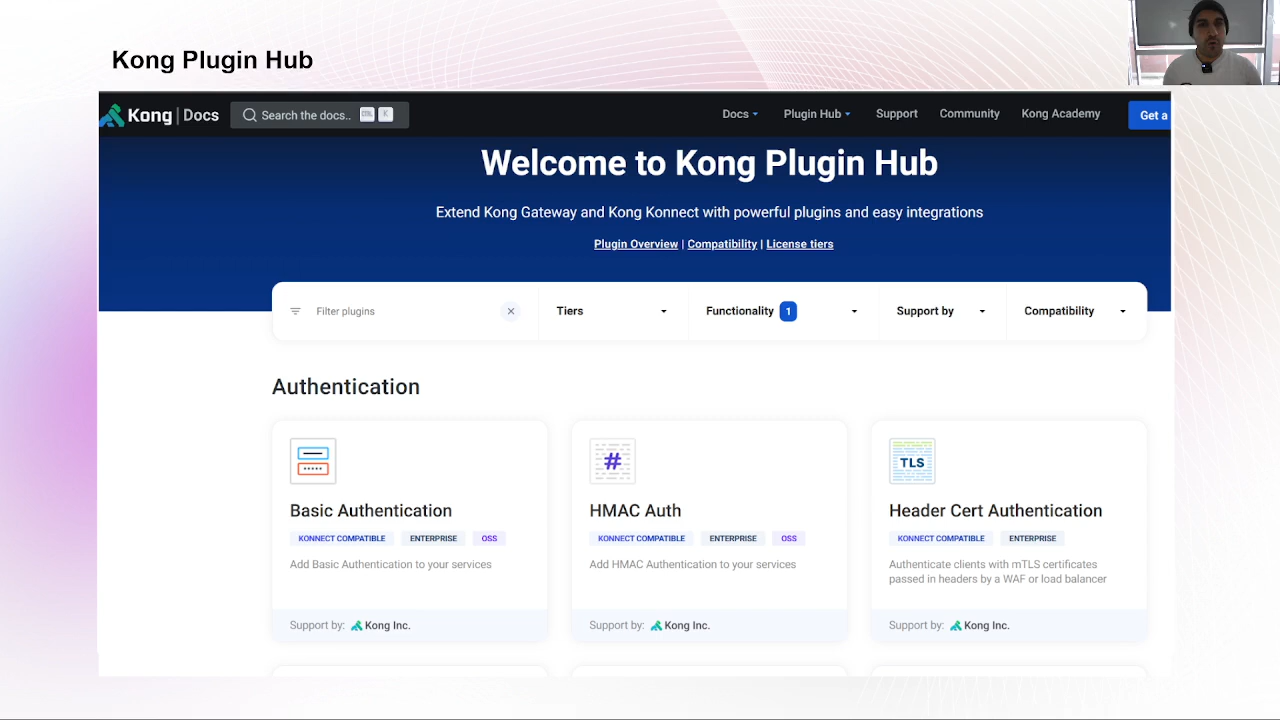 Kong Plugin Hub
Kong | Docs
Search the docs..
CTRL
K
Docs
Plugin Hub
Support
Community
Kong Academy
Get a
Welcome to Kong Plugin Hub
Extend Kong Gateway and Kong Konnect with powerful plugins and easy integrations
Plugin Overview | Compatibility | License tiers
Filter plugins
Tiers
Functionality 1
Support by
Compatibility
Authentication
Basic Authentication
KONNECT COMPATIBLE ENTERPRISE OSS
Add Basic Authentication to your services
Support by: Kong Inc.
#
HMAC Auth
KONNECT COMPATIBLE ENTERPRISE OSS
Add HMAC Authentication to your services
Support by: Kong Inc.
TLS
Header Cert Authentication
KONNECT COMPATIBLE ENTERPRISE
Authenticate clients with mTLS certificates
passed in headers by a WAF or load balancer
Support by: Kong Inc.